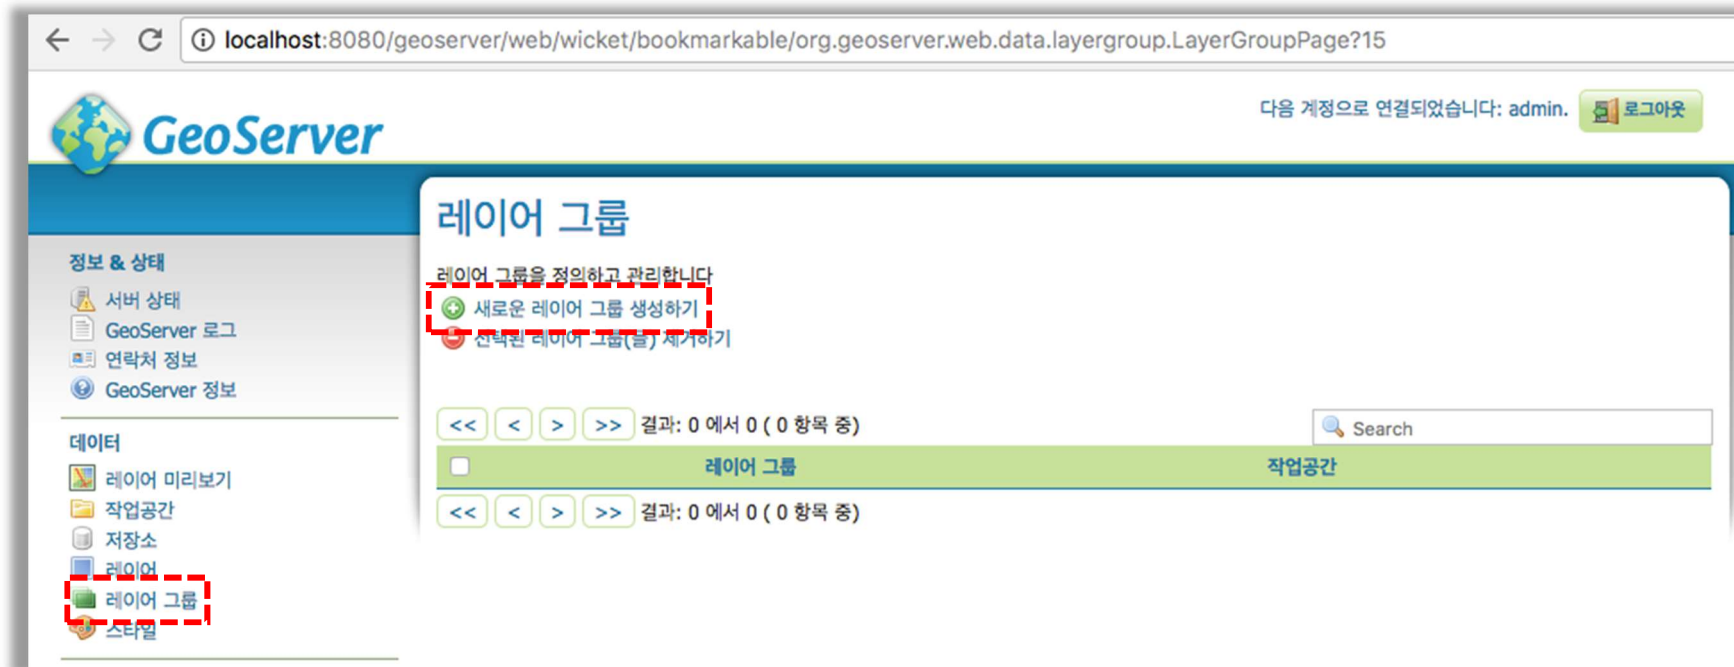 localhost:8080/geoserver/web/wicket/bookmarkable/org.geoserver.web.data.layergroup.LayerGroupPage?15
GeoServer
다음 계정으로 연결되었습니다: admin.
로그아웃
정보 & 상태
서버 상태
GeoServer 로그
연락처 정보
GeoServer 정보
데이터
레이어 미리보기
작업공간
저장소
레이어
레이어 그룹
스타일
레이어 그룹
레이어 그룹을 정의하고 관리합니다
새로운 레이어 그룹 생성하기
선택된 레이어 그룹(들) 제거하기
<< < > >> 결과: 0 에서 0 ( 0 항목 중)
Search
레이어 그룹 작업공간
<< < > >> 결과: 0 에서 0 ( 0 항목 중)